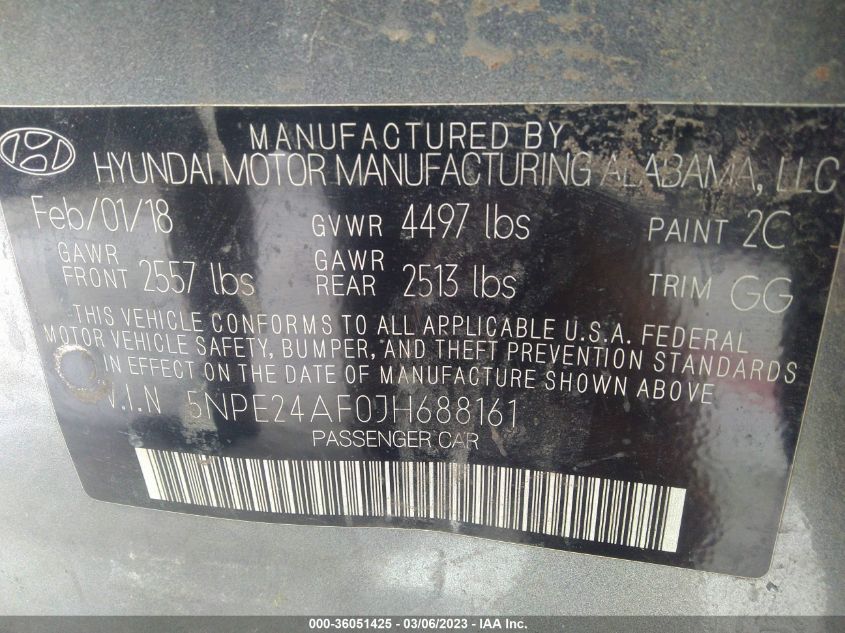 MANUFACTURED BY
HYUNDAI MOTOR MANUFACTURING ALABAMA, LLC
Feb/01/18 GVWR 4497 lbs PAINT 2C
GAWR FRONT 2557 lbs GAWR REAR 2513 lbs TRIM GG
THIS VEHICLE CONFORMS TO ALL APPLICABLE U.S.A. FEDERAL
MOTOR VEHICLE SAFETY, BUMPER, AND THEFT PREVENTION STANDARDS
IN EFFECT ON THE DATE OF MANUFACTURE SHOWN ABOVE
V.I.N 5NPE24AF0JH688161
PASSENGER CAR
000-36051425 - 03/06/2023 - IAA Inc.